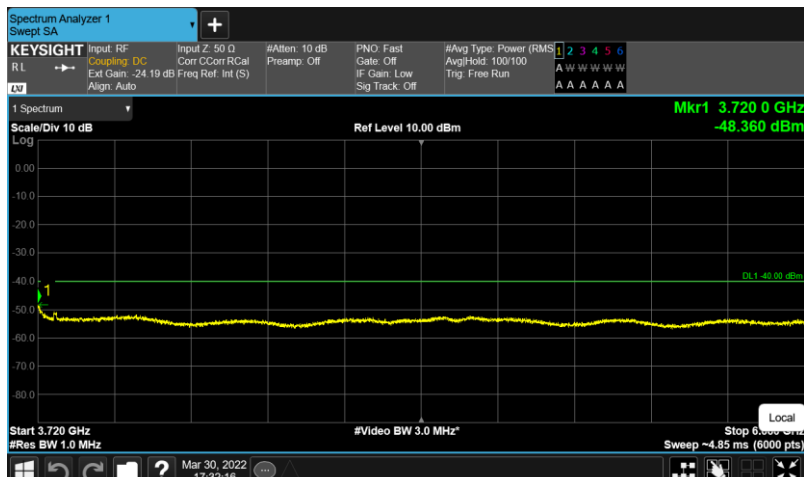 Spectrum Analyzer 1
Swept SA
KEYSIGHT
RL
LXI
Input: RF
Coupling: DC
Ext Gain: -24.19 dB
Align: Auto
Input Z: 50 Ω
Corr CCorr RCal
Freq Ref: Int (S)
#Atten: 10 dB
Preamp: Off
PNO: Fast
Gate: Off
IF Gain: Low
Sig Track: Off
#Avg Type: Power (RMS
Avg|Hold: 100/100
Trig: Free Run
1 2 3 4 5 6
A W W W W W
A A A A A A
1 Spectrum
Mkr1 3.720 0 GHz
-48.360 dBm
Scale/Div 10 dB
Ref Level 10.00 dBm
Log
0.00
-10.0
-20.0
-30.0
-40.0
DL1 -40.00 dBm
1
-50.0
-60.0
-70.0
-80.0
Local
Start 3.720 GHz
#Video BW 3.0 MHz*
Stop
#Res BW 1.0 MHz
Sweep ~4.85 ms (6000 pts)
?
Mar 30, 2022
17:32:16